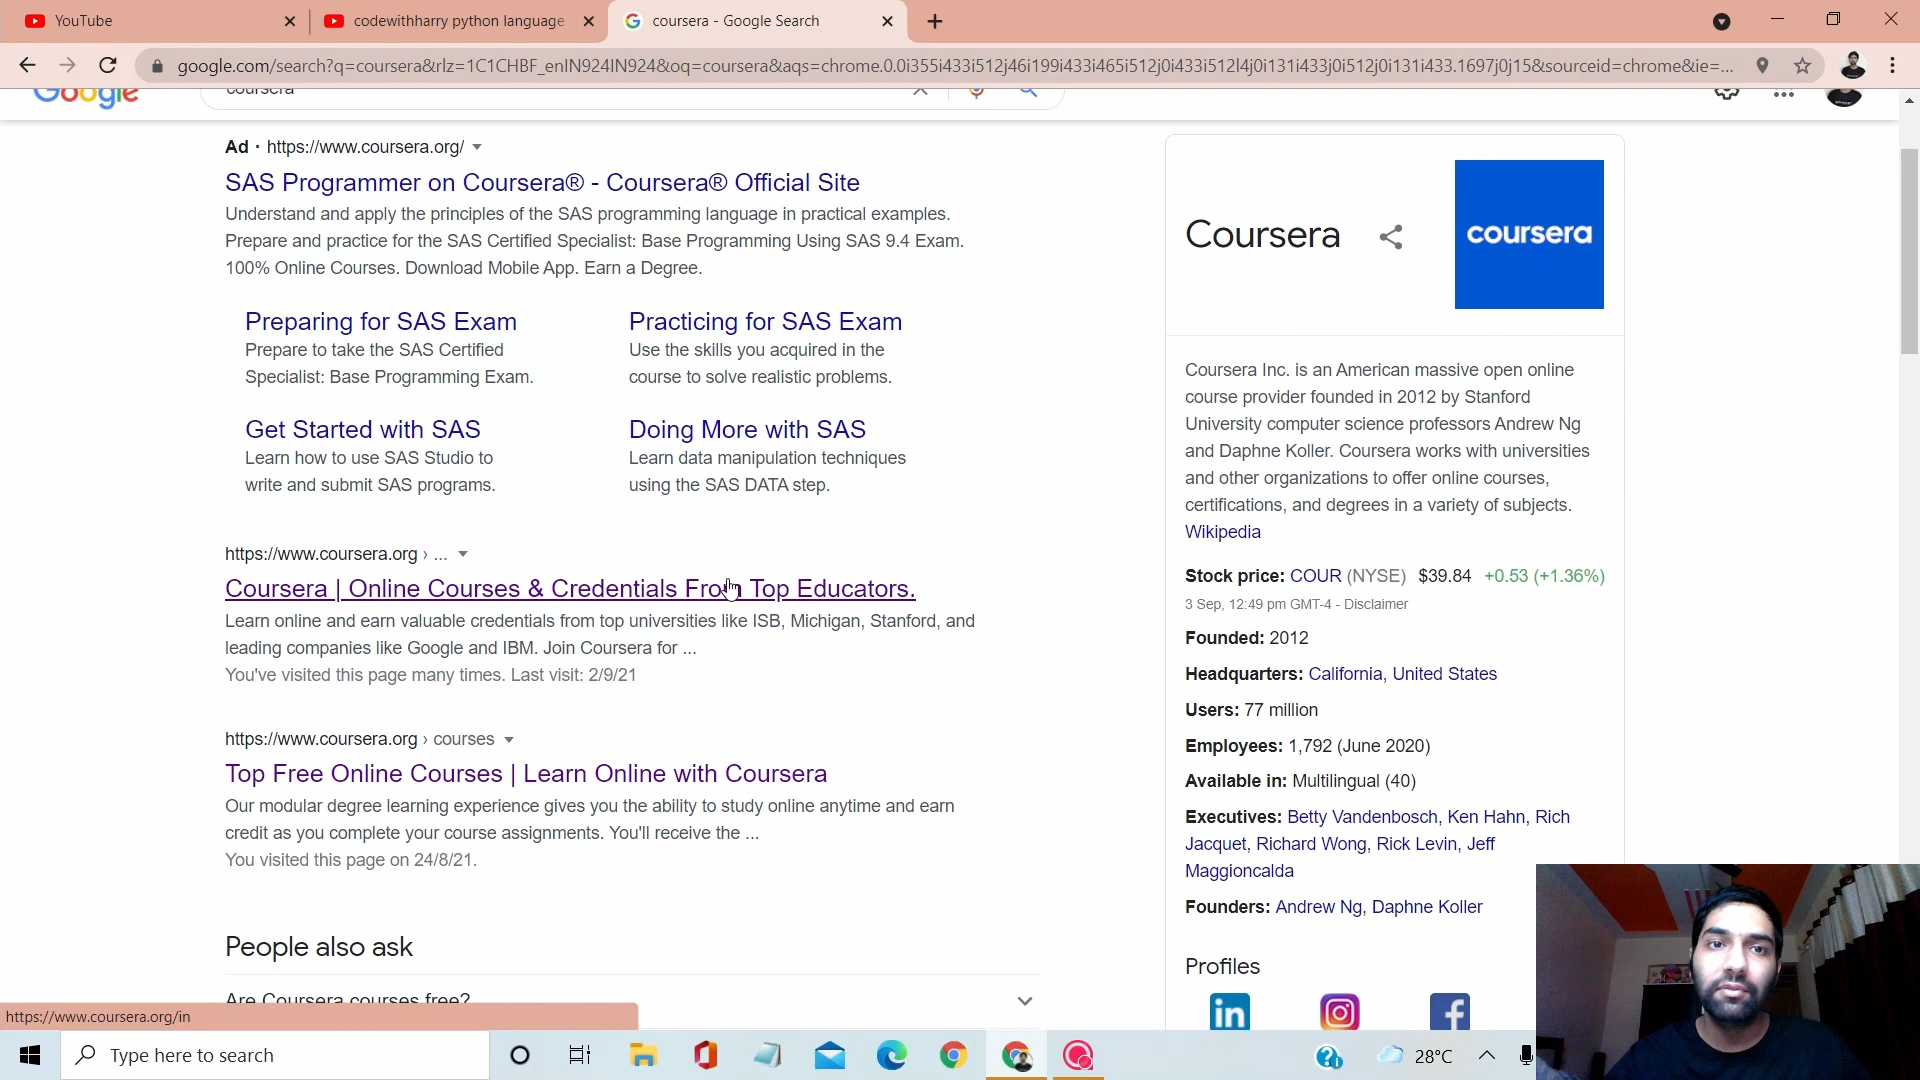 YouTube
codewithharry python language
coursera - Google Search
google.com/search?q=coursera&rlz=1C1CHBF_enIN924IN924&oq=coursera&aqs=chrome.0.0i355i433i512j46i199i433i465i512j0i433i512l4j0i131i433j0i512j0i131i433.1697j0j15&sourceid=chrome&ie=...
Google
coursera
Ad · https://www.coursera.org/
SAS Programmer on Coursera® - Coursera® Official Site
Understand and apply the principles of the SAS programming language in practical examples.
Prepare and practice for the SAS Certified Specialist: Base Programming Using SAS 9.4 Exam.
100% Online Courses. Download Mobile App. Earn a Degree.
Preparing for SAS Exam
Prepare to take the SAS Certified
Specialist: Base Programming Exam.
Practicing for SAS Exam
Use the skills you acquired in the
course to solve realistic problems.
Get Started with SAS
Learn how to use SAS Studio to
write and submit SAS programs.
Doing More with SAS
Learn data manipulation techniques
using the SAS DATA step.
https://www.coursera.org › ...
Coursera | Online Courses & Credentials From Top Educators.
Learn online and earn valuable credentials from top universities like ISB, Michigan, Stanford, and
leading companies like Google and IBM. Join Coursera for ...
You've visited this page many times. Last visit: 2/9/21
https://www.coursera.org › courses
Top Free Online Courses | Learn Online with Coursera
Our modular degree learning experience gives you the ability to study online anytime and earn
credit as you complete your course assignments. You'll receive the ...
You visited this page on 24/8/21.
People also ask
Are Coursera courses free?
Coursera
coursera
Coursera Inc. is an American massive open online
course provider founded in 2012 by Stanford
University computer science professors Andrew Ng
and Daphne Koller. Coursera works with universities
and other organizations to offer online courses,
certifications, and degrees in a variety of subjects.
Wikipedia
Stock price: COUR (NYSE) $39.84 +0.53 (+1.36%)
3 Sep, 12:49 pm GMT-4 - Disclaimer
Founded: 2012
Headquarters: California, United States
Users: 77 million
Employees: 1,792 (June 2020)
Available in: Multilingual (40)
Executives: Betty Vandenbosch, Ken Hahn, Rich
Jacquet, Richard Wong, Rick Levin, Jeff
Maggioncalda
Founders: Andrew Ng, Daphne Koller
Profiles
https://www.coursera.org/in
Type here to search
28°C